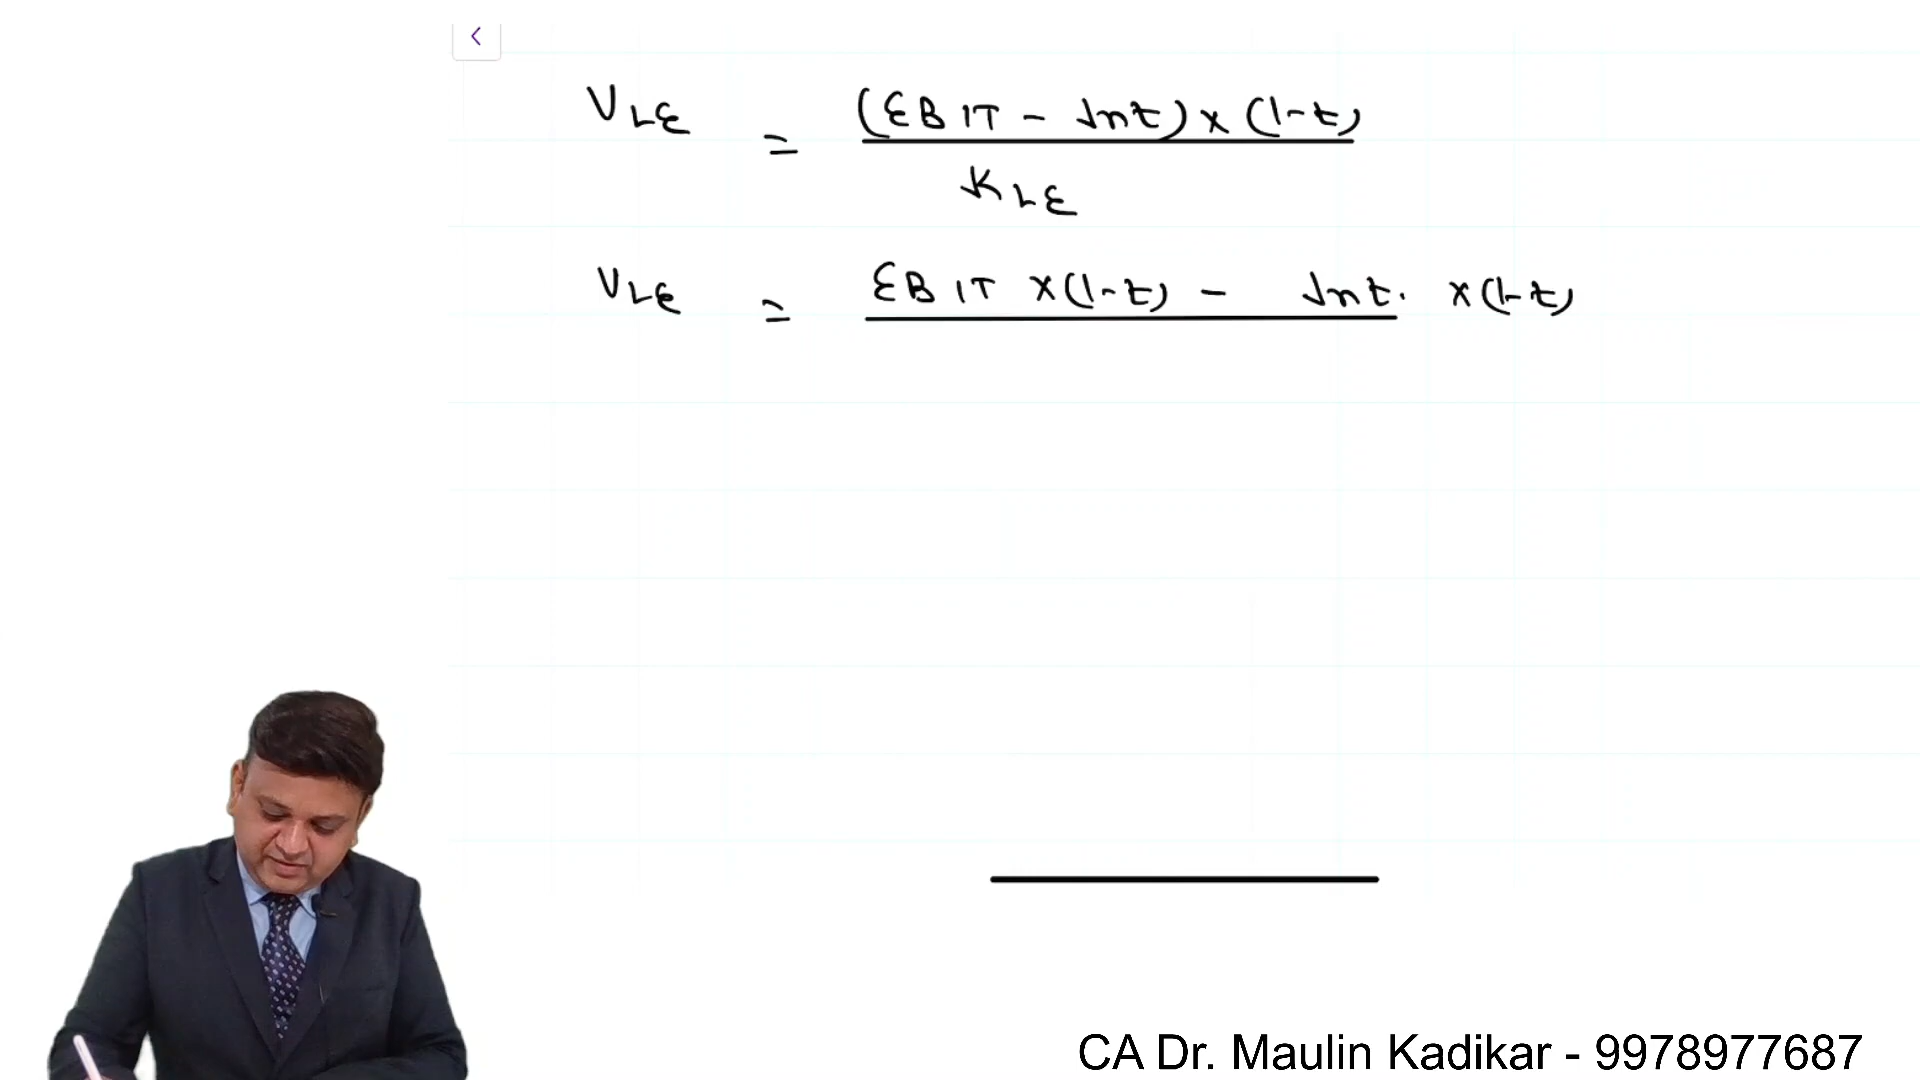 VLE = (EBIT - Int) x (1-t)
KLE
VLE = EBIT x (1-t) - Int. x (1-t)
CA Dr. Maulin Kadikar - 9978977687